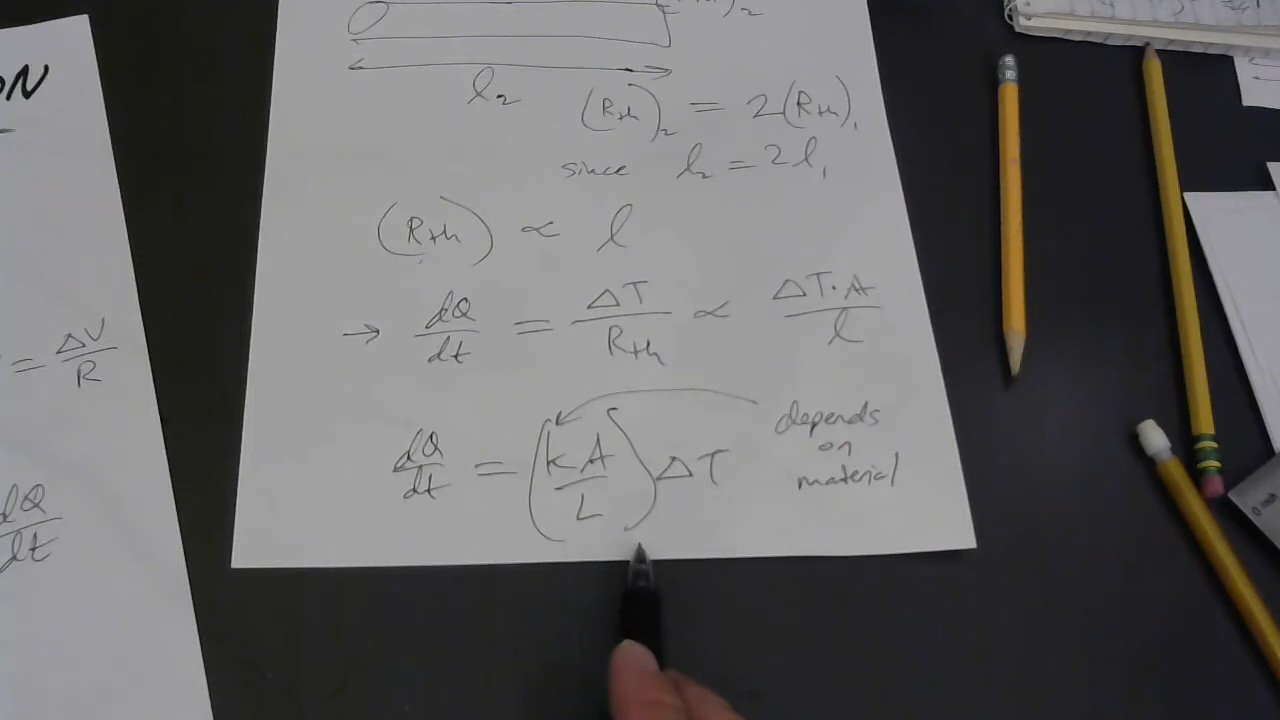 ON
= ΔV/R
dQ/dt
l₂
(Rth)₂ = 2(Rth)₁
since l₂ = 2l₁
(Rth) ∝ l
→ dQ/dt = ΔT/Rth ∝ ΔT·A/l
dQ/dt = (kA/L) ΔT
depends
on
material